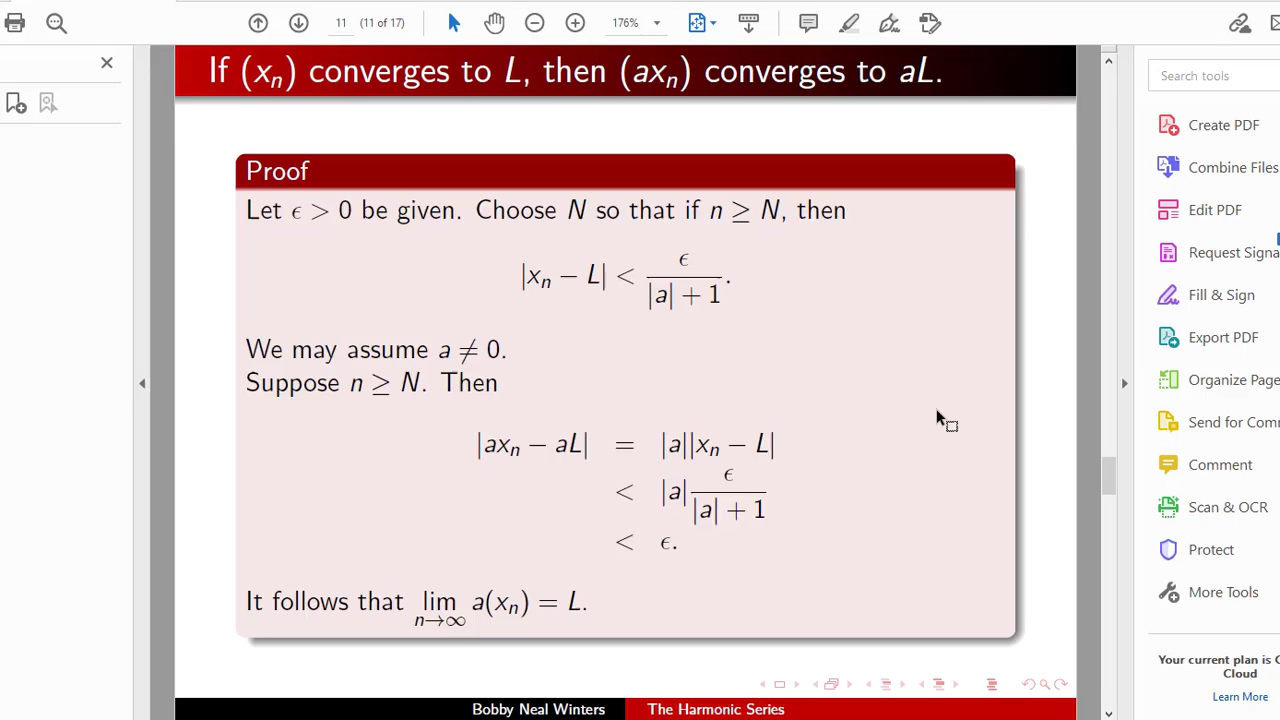 11 (11 of 17) 176%
If (xₙ) converges to L, then (axₙ) converges to aL.
Search tools
Proof
Let ϵ > 0 be given. Choose N so that if n ≥ N, then
|xₙ − L| < ϵ / (|a| + 1).
We may assume a ≠ 0.
Suppose n ≥ N. Then
|axₙ − aL| = |a||xₙ − L|
< |a| ϵ / (|a| + 1)
< ϵ.
It follows that lim n→∞ a(xₙ) = L.
Bobby Neal Winters The Harmonic Series
Create PDF
Combine Files
Edit PDF
Request Signa
Fill & Sign
Export PDF
Organize Page
Send for Com
Comment
Scan & OCR
Protect
More Tools
Your current plan is C
Cloud
Learn More